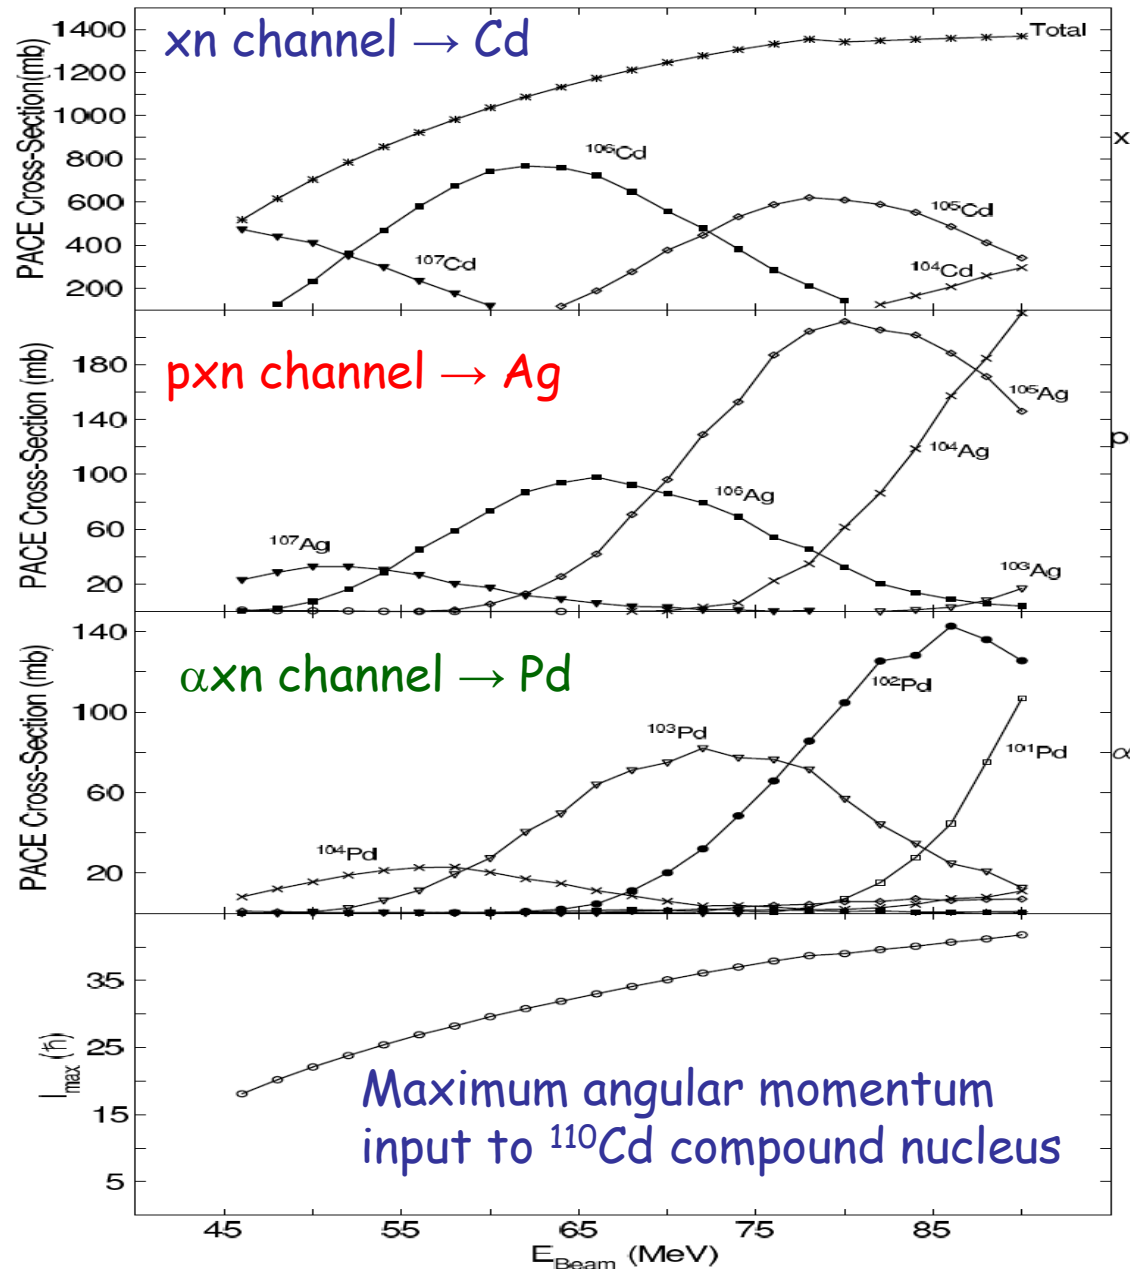 xn channel → Cd
Total
PACE Cross-Section(mb)
1400
1200
1000
800
600
400
200
¹⁰⁶Cd
¹⁰⁷Cd
¹⁰⁵Cd
¹⁰⁴Cd
x
pxn channel → Ag
PACE Cross-Section (mb)
180
140
100
60
20
¹⁰⁷Ag
¹⁰⁶Ag
¹⁰⁵Ag
¹⁰⁴Ag
¹⁰³Ag
p
αxn channel → Pd
PACE Cross-Section (mb)
140
100
60
20
¹⁰⁴Pd
¹⁰³Pd
¹⁰²Pd
¹⁰¹Pd
α
I_max (ℏ)
35
25
15
5
Maximum angular momentum
input to ¹¹⁰Cd compound nucleus
45 55 65 75 85
E_Beam (MeV)